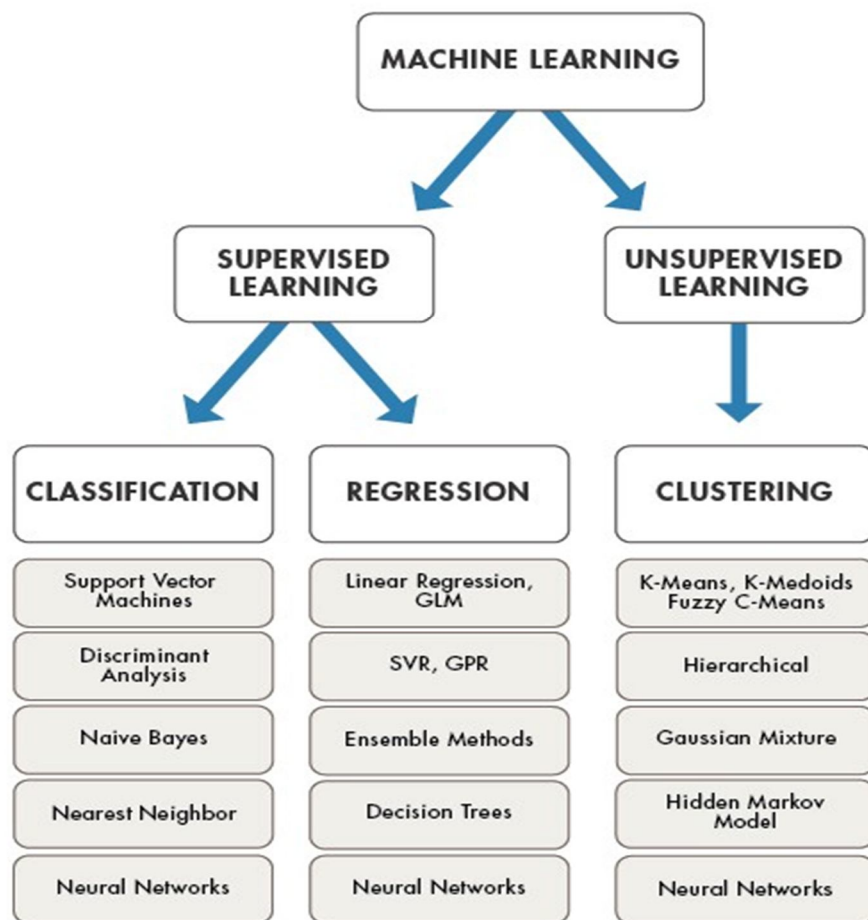 MACHINE LEARNING
SUPERVISED
LEARNING
UNSUPERVISED
LEARNING
CLASSIFICATION
REGRESSION
CLUSTERING
Support Vector
Machines
Linear Regression,
GLM
K-Means, K-Medoids
Fuzzy C-Means
Discriminant
Analysis
SVR, GPR
Hierarchical
Naive Bayes
Ensemble Methods
Gaussian Mixture
Nearest Neighbor
Decision Trees
Hidden Markov
Model
Neural Networks
Neural Networks
Neural Networks